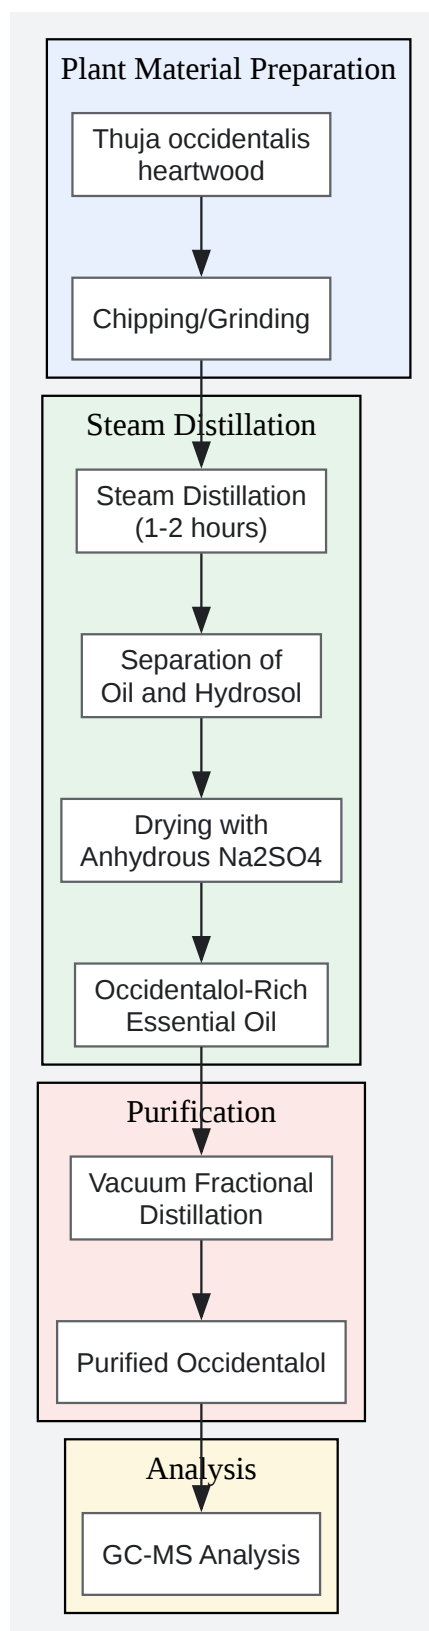 Plant Material Preparation
Thuja occidentalis
heartwood
Chipping/Grinding
Steam Distillation
Steam Distillation
(1-2 hours)
Separation of
Oil and Hydrosol
Drying with
Anhydrous Na2SO4
Occidentalol-Rich
Essential Oil
Purification
Vacuum Fractional
Distillation
Purified Occidentalol
Analysis
GC-MS Analysis